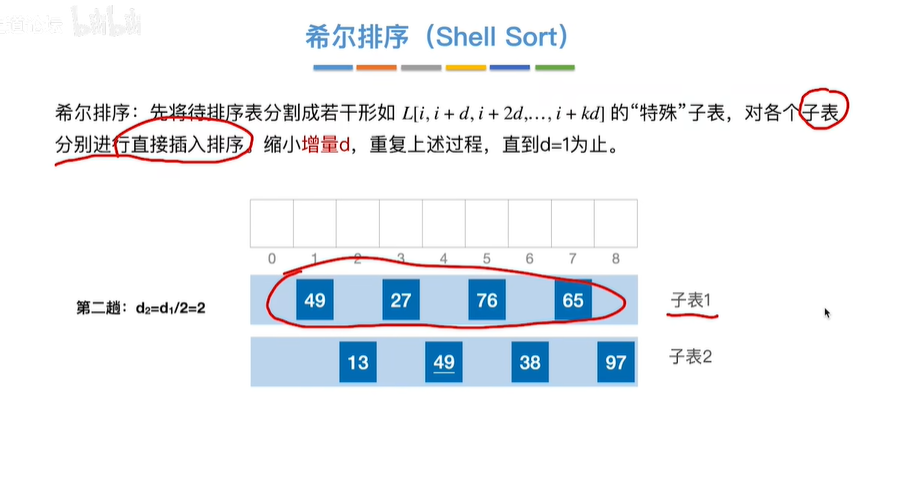 希尔排序（Shell Sort）
希尔排序：先将待排序表分割成若干形如 L[i, i + d, i + 2d,…, i + kd] 的“特殊”子表，对各个子表
分别进行直接插入排序。缩小增量d，重复上述过程，直到d=1为止。
0 1 2 3 4 5 6 7 8
第二趟：d₂=d₁/2=2
49 27 76 65
子表1
13 49 38 97
子表2